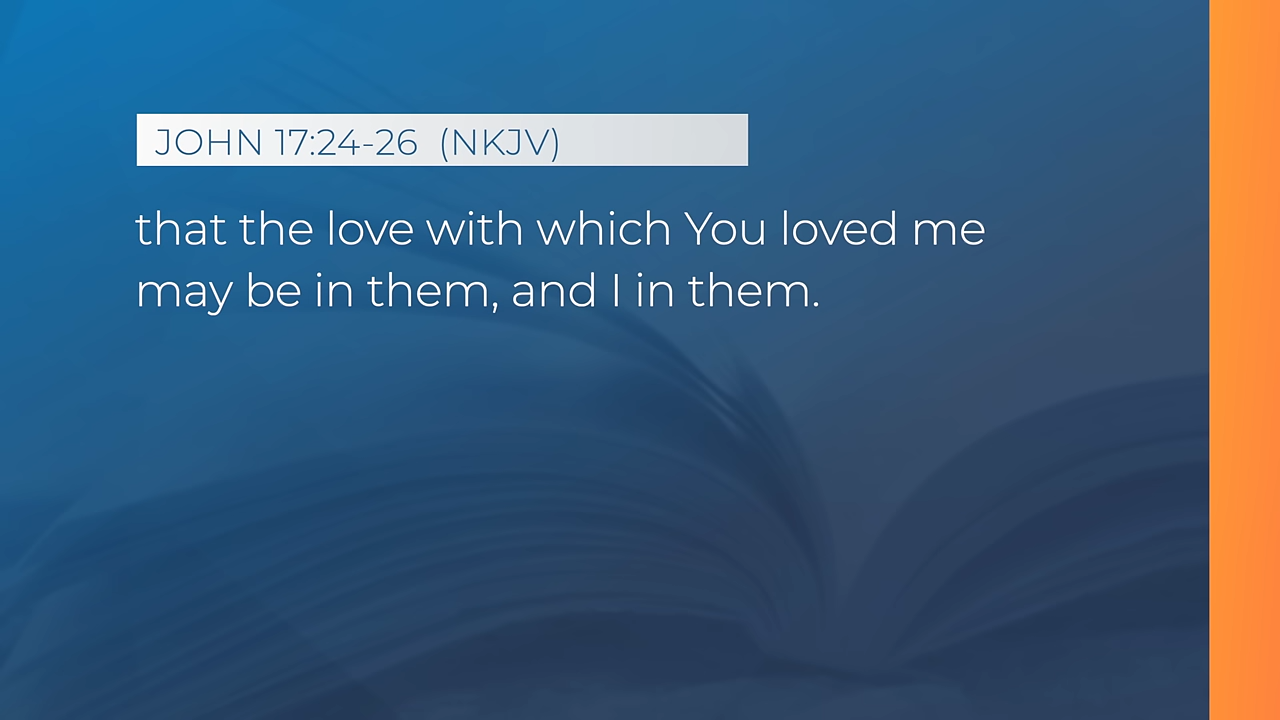 JOHN 17:24-26 (NKJV)
that the love with which You loved me
may be in them, and I in them.